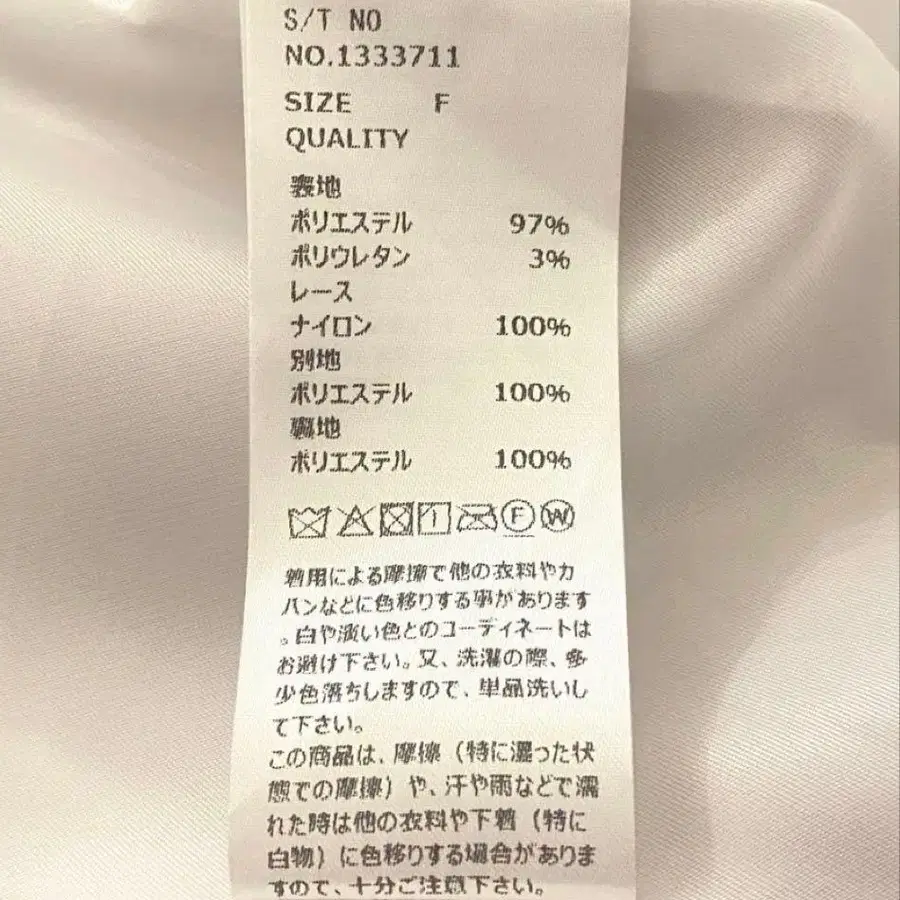 S/T NO
NO.1333711
SIZE F
QUALITY
表地
ポリエステル 97%
ポリウレタン 3%
レース
ナイロン 100%
別地
ポリエステル 100%
裏地
ポリエステル 100%
F W
着用による摩擦で他の衣料やカ
バンなどに色移りする事があります
。白や淡い色とのコーディネートは
お避け下さい。又、洗濯の際、多
少色落ちしますので、単品洗いし
て下さい。
この商品は、摩擦（特に湿った状
態での摩擦）や、汗や雨などで濡
れた時は他の衣料や下着（特に
白物）に色移りする場合がありま
すので、十分ご注意下さい。